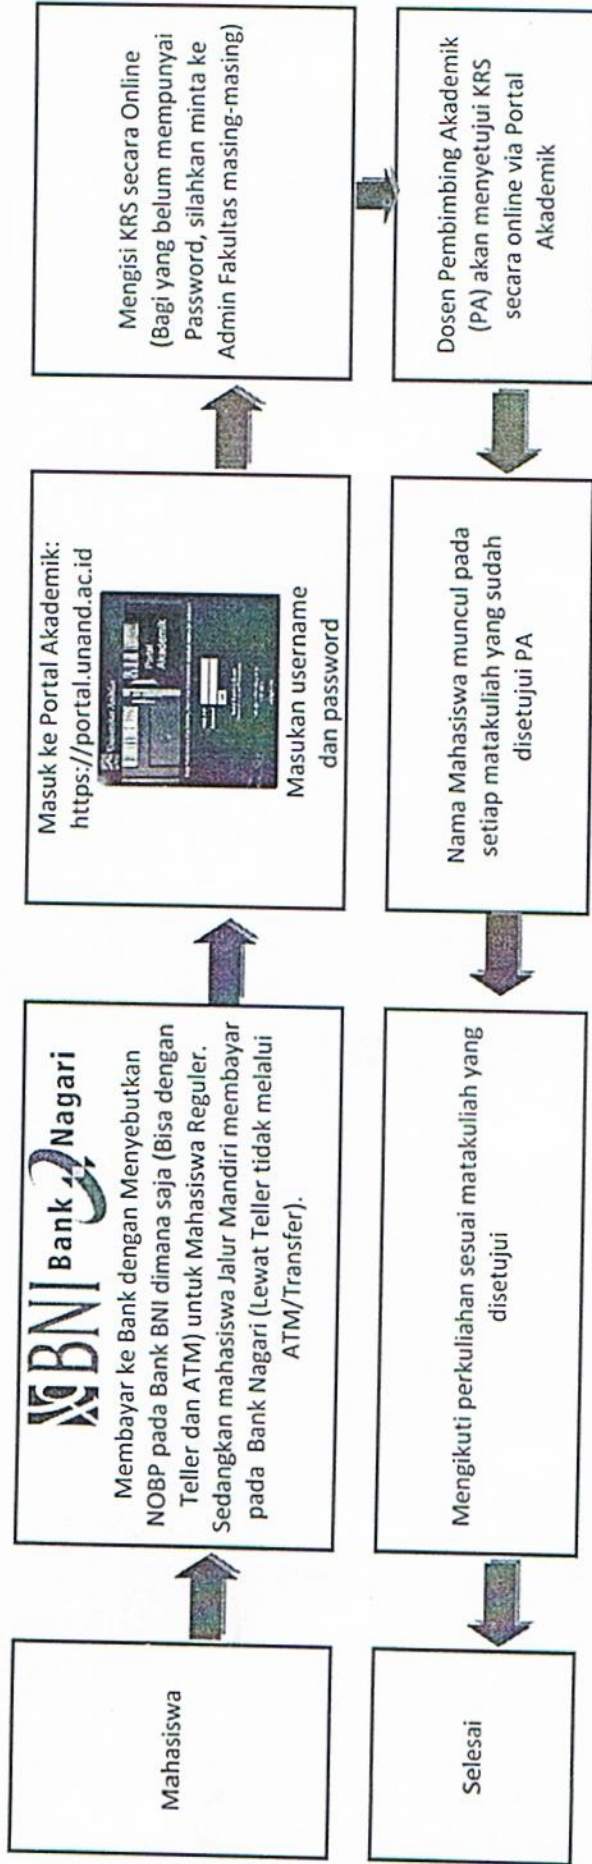 Mahasiswa
BNI Bank Nagari
Membayar ke Bank dengan Menyebutkan
NOBP pada Bank BNI dimana saja (Bisa dengan
Teller dan ATM) untuk Mahasiswa Reguler.
Sedangkan mahasiswa Jalur Mandiri membayar
pada Bank Nagari (Lewat Teller tidak melalui
ATM/Transfer).
Masuk ke Portal Akademik:
https://portal.unand.ac.id
Portal
Akademik
Masukan username
dan password
Mengisi KRS secara Online
(Bagi yang belum mempunyai
Password, silahkan minta ke
Admin Fakultas masing-masing)
Dosen Pembimbing Akademik
(PA) akan menyetujui KRS
secara online via Portal
Akademik
Nama Mahasiswa muncul pada
setiap matakuliah yang sudah
disetujui PA
Mengikuti perkuliahan sesuai matakuliah yang
disetujui
Selesai